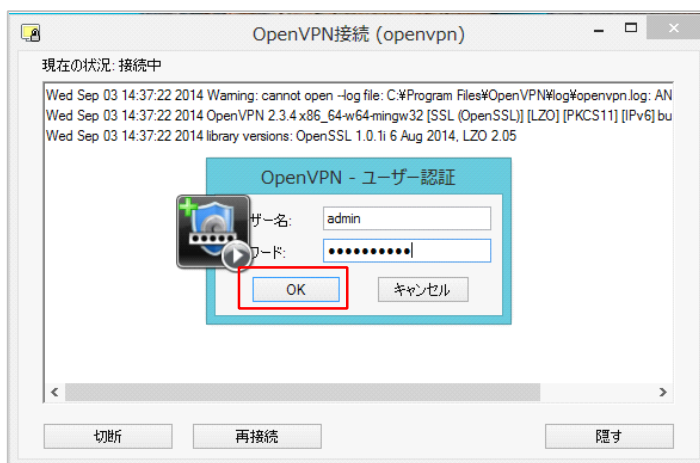 OpenVPN接続 (openvpn)
現在の状況: 接続中
Wed Sep 03 14:37:22 2014 Warning: cannot open --log file: C:¥Program Files¥OpenVPN¥log¥openvpn.log: AN
Wed Sep 03 14:37:22 2014 OpenVPN 2.3.4 x86_64-w64-mingw32 [SSL (OpenSSL)] [LZO] [PKCS11] [IPv6] bu
Wed Sep 03 14:37:22 2014 library versions: OpenSSL 1.0.1i 6 Aug 2014, LZO 2.05
OpenVPN - ユーザー認証
ザー名: admin
ワード: ●●●●●●●●●●
OK キャンセル
切断 再接続 隠す